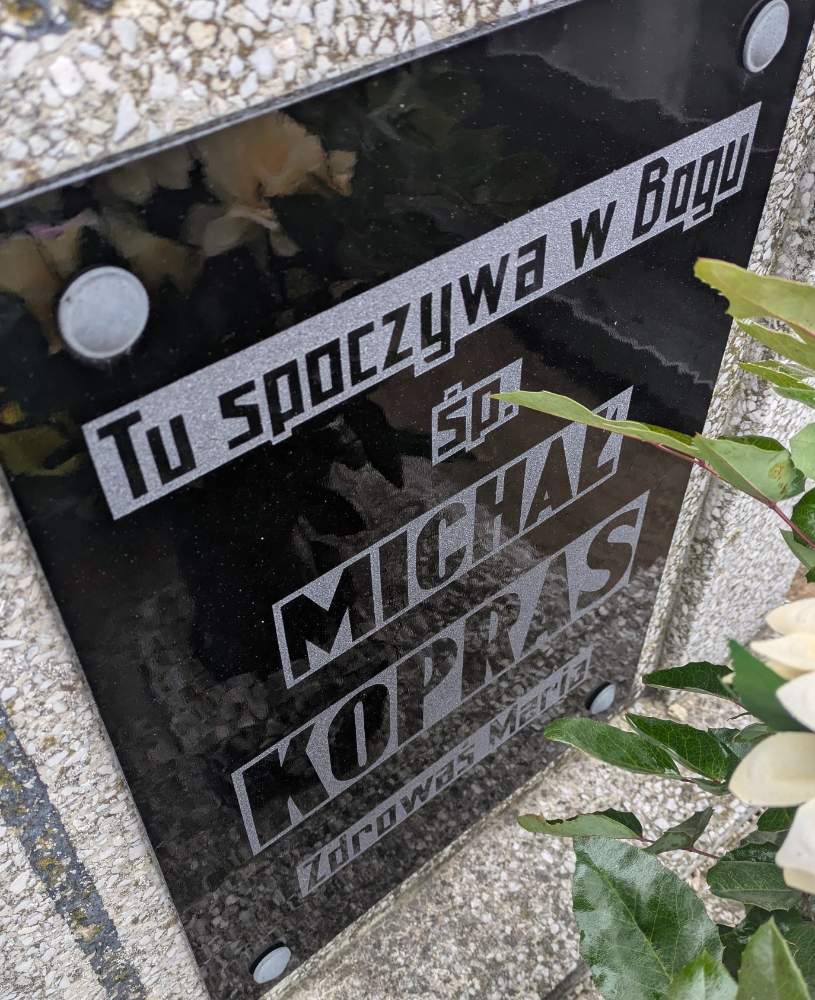 Tu spoczywa w Bogu
śp.
MICHAŁ
KOPRAS
Zdrowaś Maria